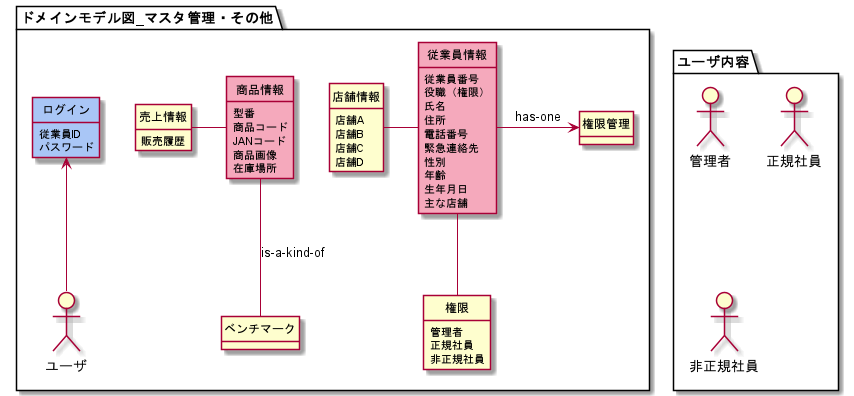 ドメインモデル図_マスタ管理・その他
ログイン
従業員ID
パスワード
売上情報
販売履歴
商品情報
型番
商品コード
JANコード
商品画像
在庫場所
店舗情報
店舗A
店舗B
店舗C
店舗D
従業員情報
従業員番号
役職（権限）
氏名
住所
電話番号
緊急連絡先
性別
年齢
生年月日
主な店舗
has-one
権限管理
is-a-kind-of
ユーザ
ベンチマーク
権限
管理者
正規社員
非正規社員
ユーザ内容
管理者
正規社員
非正規社員